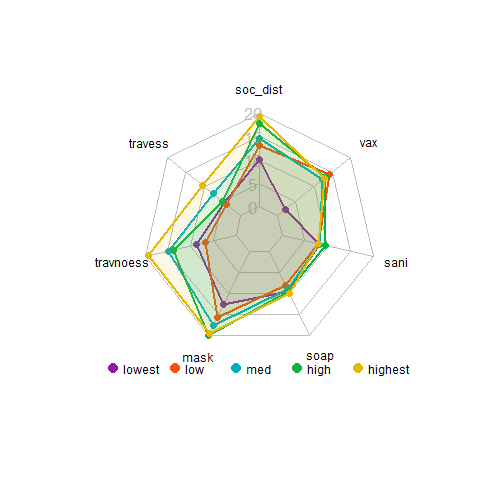 soc_dist
20
travess
vax
5
0
travnoess
sani
mask
soap
lowest
low
med
high
highest